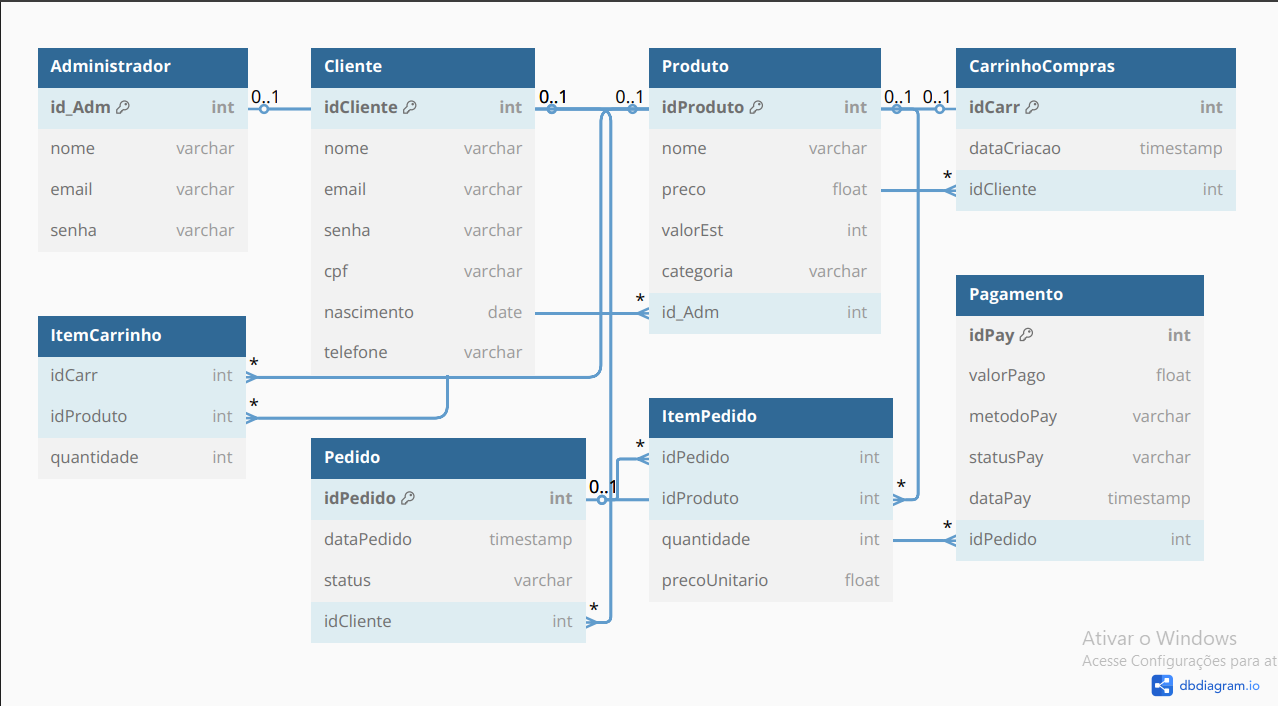 Administrador
id_Adm int
nome varchar
email varchar
senha varchar
0..1
Cliente
idCliente int
nome varchar
email varchar
senha varchar
cpf varchar
nascimento date
telefone varchar
0..1
0..1
Produto
idProduto int
nome varchar
preco float
valorEst int
categoria varchar
* id_Adm int
0..1
0..1
CarrinhoCompras
idCarr int
dataCriacao timestamp
* idCliente int
ItemCarrinho
idCarr int *
idProduto int *
quantidade int
Pedido
idPedido int
dataPedido timestamp
status varchar
idCliente int *
0..1
ItemPedido
* idPedido int
idProduto int *
quantidade int
precoUnitario float
Pagamento
idPay int
valorPago float
metodoPay varchar
statusPay varchar
dataPay timestamp
* idPedido int
Ativar o Windows
Acesse Configurações para at
dbdiagram.io